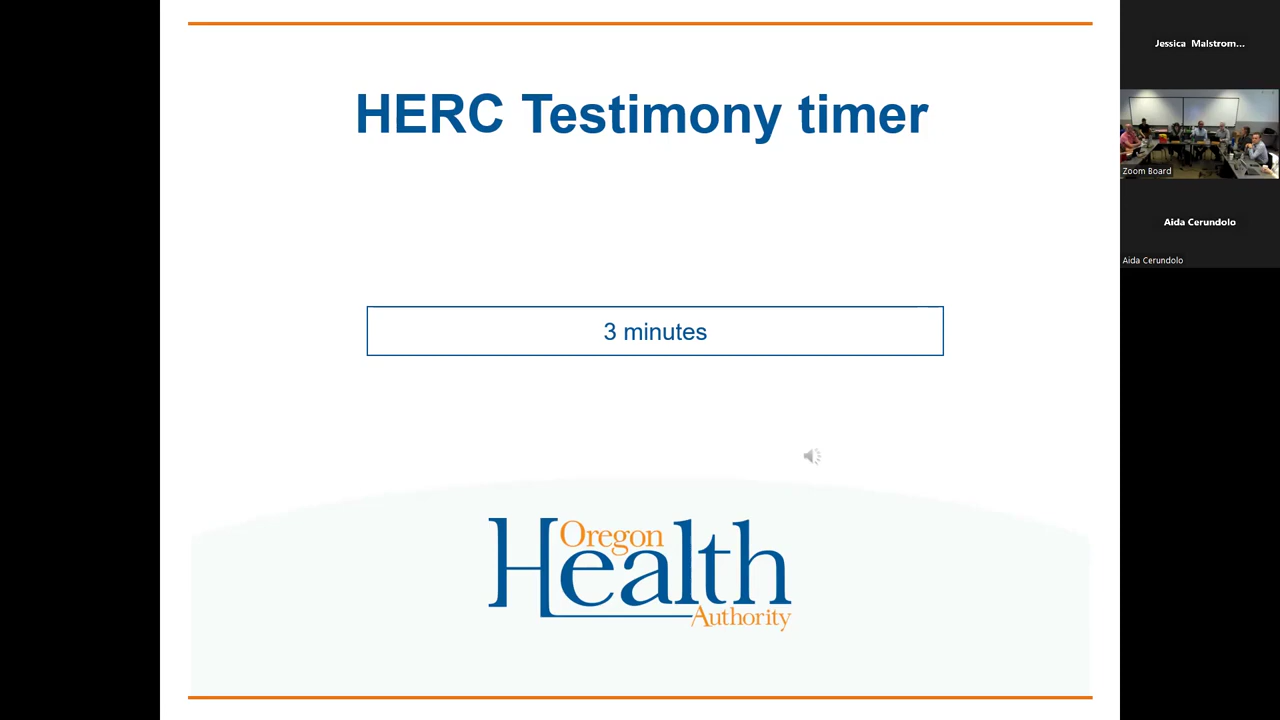 HERC Testimony timer
3 minutes
Oregon
Health
Authority
Jessica Malstrom...
Zoom Board
Aida Cerundolo
Aida Cerundolo